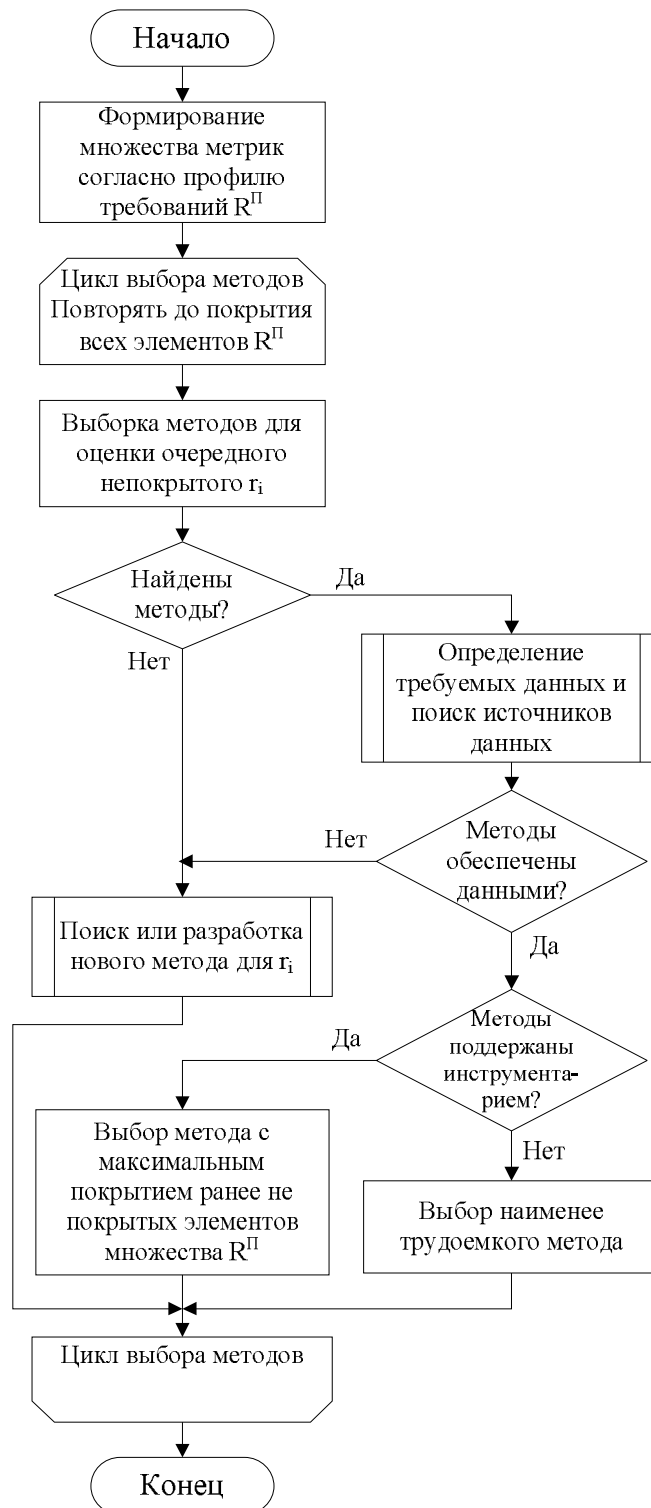 Начало
Формирование
множества метрик
согласно профилю
требований R^П
Цикл выбора методов
Повторять до покрытия
всех элементов R^П
Выборка методов для
оценки очередного
непокрытого r_i
Найдены
методы?
Да
Нет
Определение
требуемых данных и
поиск источников
данных
Методы
обеспечены
данными?
Нет
Да
Поиск или разработка
нового метода для r_i
Методы
поддержаны
инструмента-
рием?
Да
Нет
Выбор метода с
максимальным
покрытием ранее не
покрытых элементов
множества R^П
Выбор наименее
трудоемкого метода
Цикл выбора методов
Конец